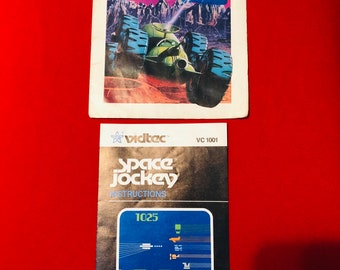 vidtec
VC 1001
space
jockey
INSTRUCTIONS
1025